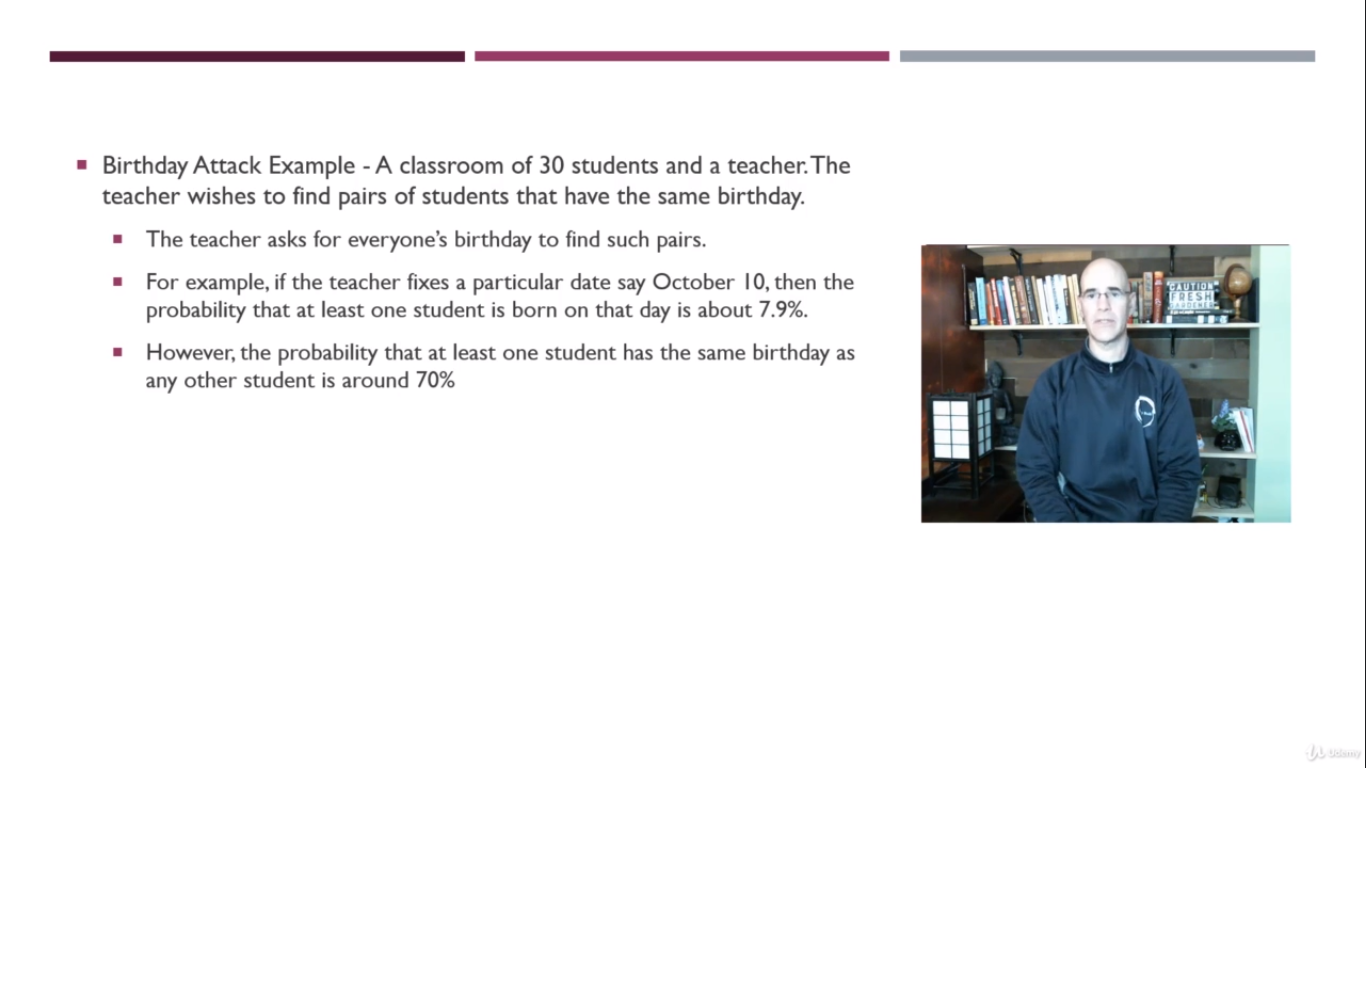 Birthday Attack Example - A classroom of 30 students and a teacher. The
teacher wishes to find pairs of students that have the same birthday.
The teacher asks for everyone's birthday to find such pairs.
For example, if the teacher fixes a particular date say October 10, then the
probability that at least one student is born on that day is about 7.9%.
However, the probability that at least one student has the same birthday as
any other student is around 70%
CAUTION
FRESH
GARDENER
Udemy